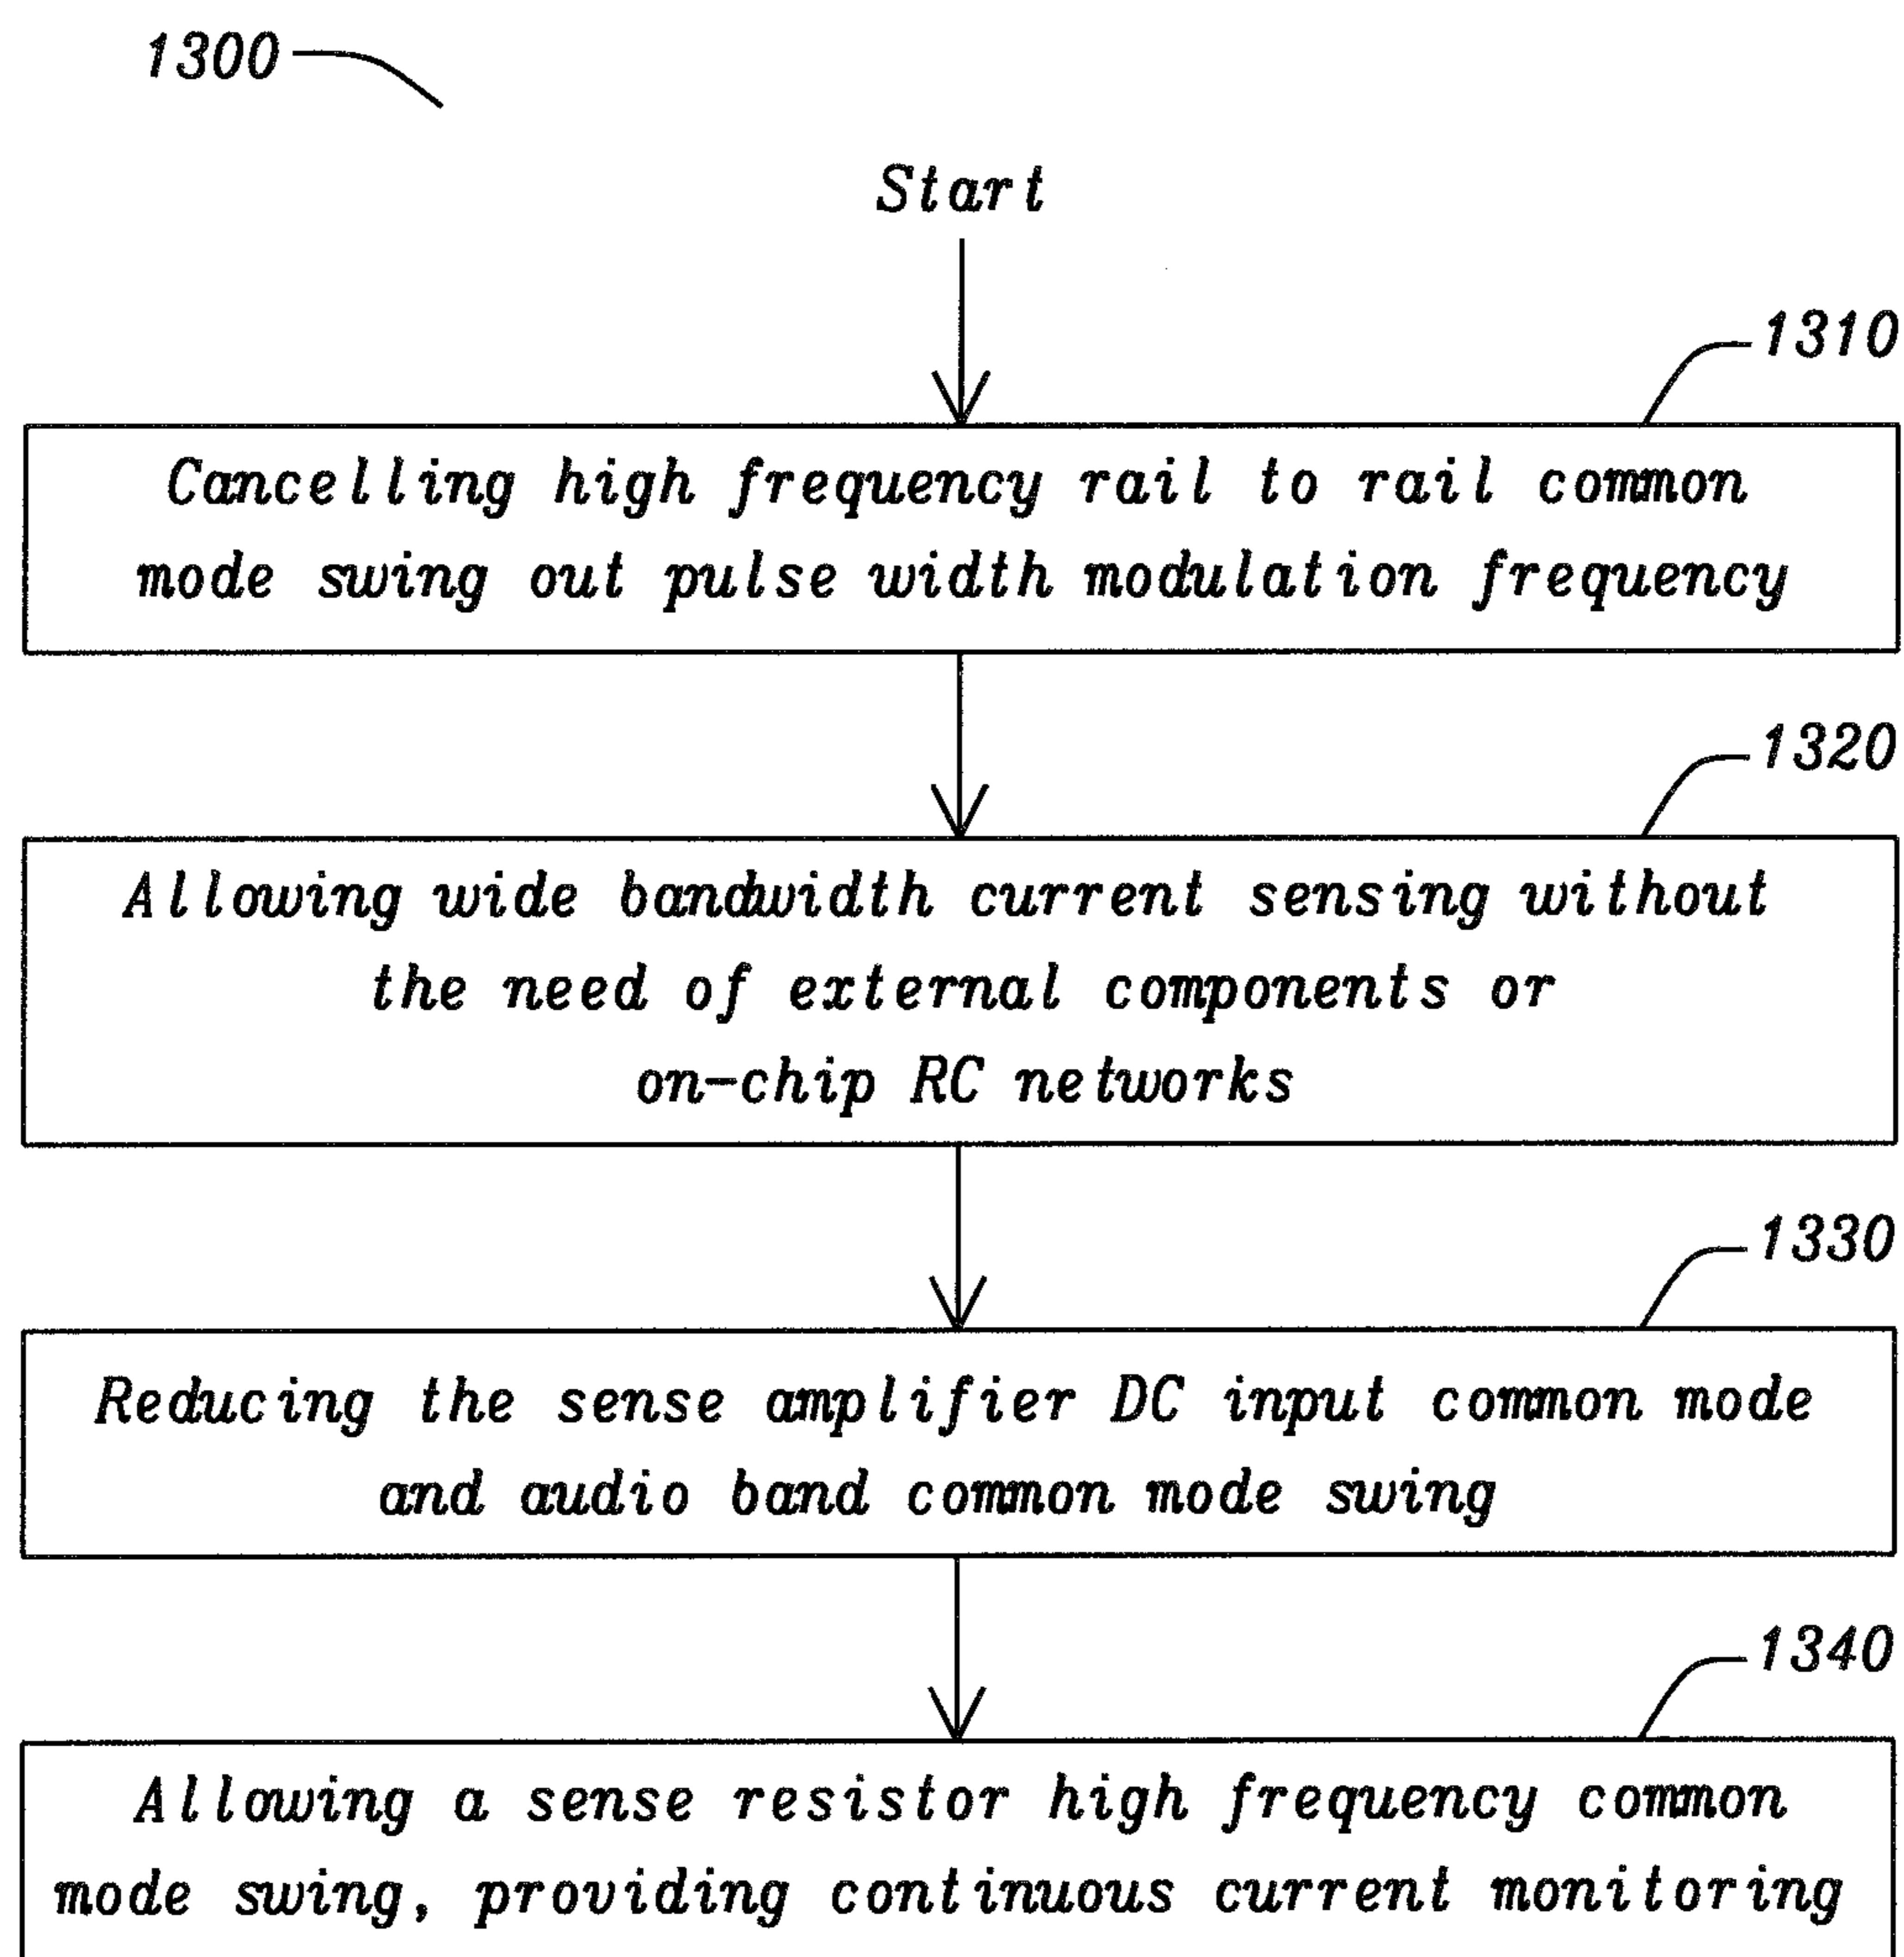 1300
Start
1310
Cancelling high frequency rail to rail common
mode swing out pulse width modulation frequency
1320
Allowing wide bandwidth current sensing without
the need of external components or
on-chip RC networks
1330
Reducing the sense amplifier DC input common mode
and audio band common mode swing
1340
Allowing a sense resistor high frequency common
mode swing, providing continuous current monitoring